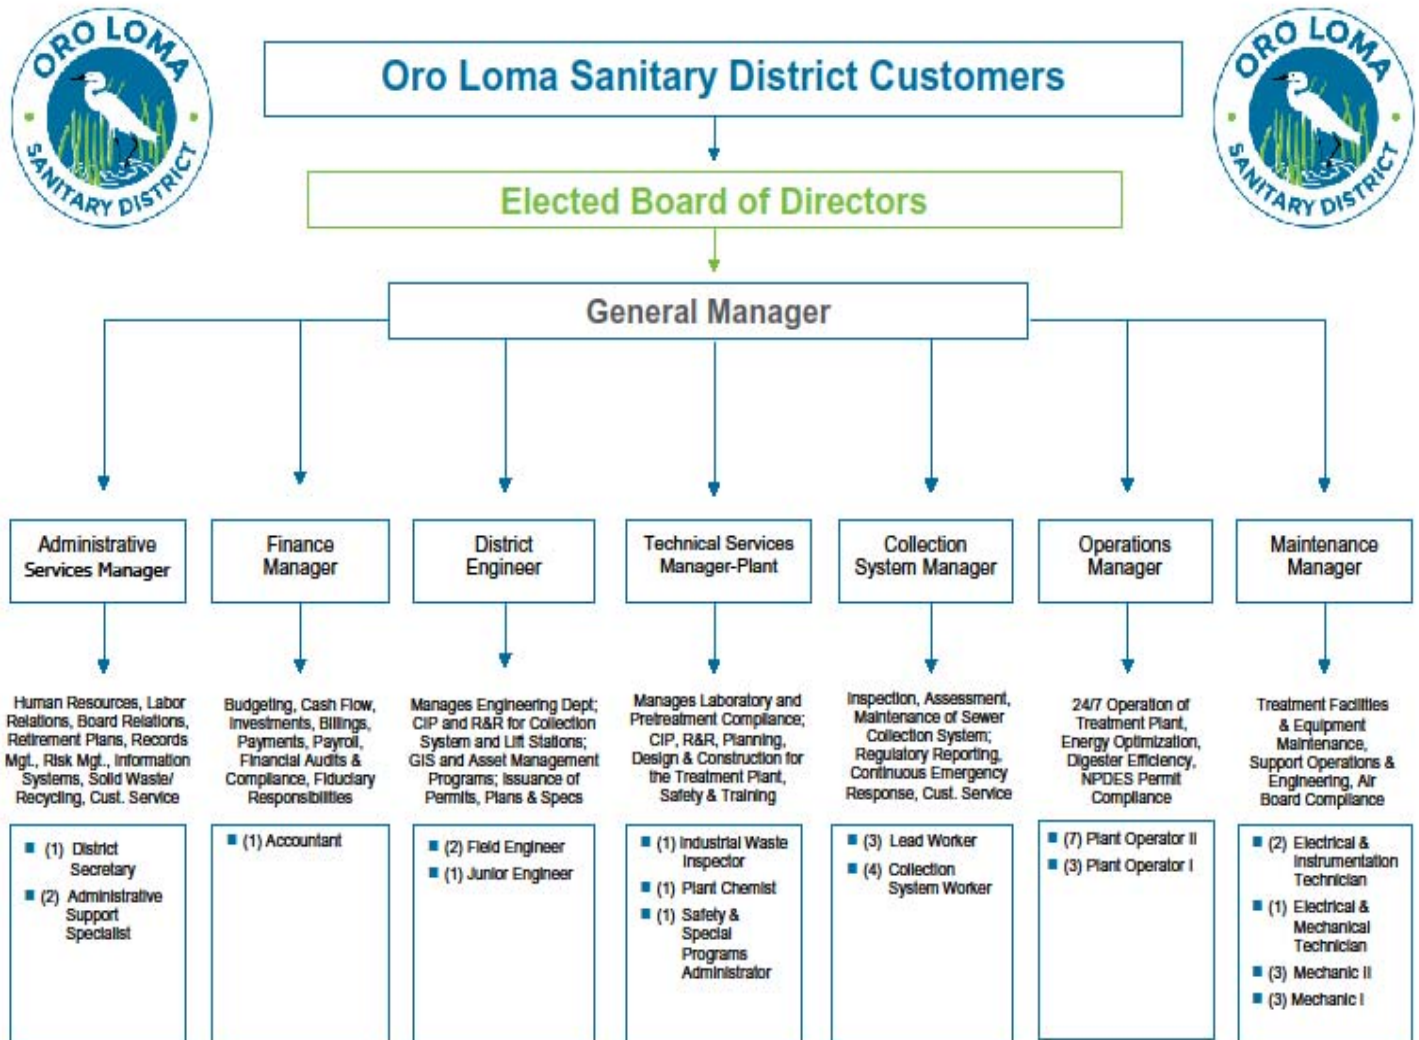 ORO LOMA
SANITARY DISTRICT
Oro Loma Sanitary District Customers
ORO LOMA
SANITARY DISTRICT
Elected Board of Directors
General Manager
Administrative
Services Manager
Human Resources, Labor
Relations, Board Relations,
Retirement Plans, Records
Mgt., Risk Mgt., Information
Systems, Solid Waste/
Recycling, Cust. Service
(1) District
Secretary
(2) Administrative
Support
Specialist
Finance
Manager
Budgeting, Cash Flow,
Investments, Billings,
Payments, Payroll,
Financial Audits &
Compliance, Fiduciary
Responsibilities
(1) Accountant
District
Engineer
Manages Engineering Dept;
CIP and R&R for Collection
System and Lift Stations;
GIS and Asset Management
Programs; Issuance of
Permits, Plans & Specs
(2) Field Engineer
(1) Junior Engineer
Technical Services
Manager-Plant
Manages Laboratory and
Pretreatment Compliance;
CIP, R&R, Planning,
Design & Construction for
the Treatment Plant,
Safety & Training
(1) Industrial Waste
Inspector
(1) Plant Chemist
(1) Safety &
Special
Programs
Administrator
Collection
System Manager
Inspection, Assessment,
Maintenance of Sewer
Collection System;
Regulatory Reporting,
Continuous Emergency
Response, Cust. Service
(3) Lead Worker
(4) Collection
System Worker
Operations
Manager
24/7 Operation of
Treatment Plant,
Energy Optimization,
Digester Efficiency,
NPDES Permit
Compliance
(7) Plant Operator II
(3) Plant Operator I
Maintenance
Manager
Treatment Facilities
& Equipment
Maintenance,
Support Operations &
Engineering, Air
Board Compliance
(2) Electrical &
Instrumentation
Technician
(1) Electrical &
Mechanical
Technician
(3) Mechanic II
(3) Mechanic I